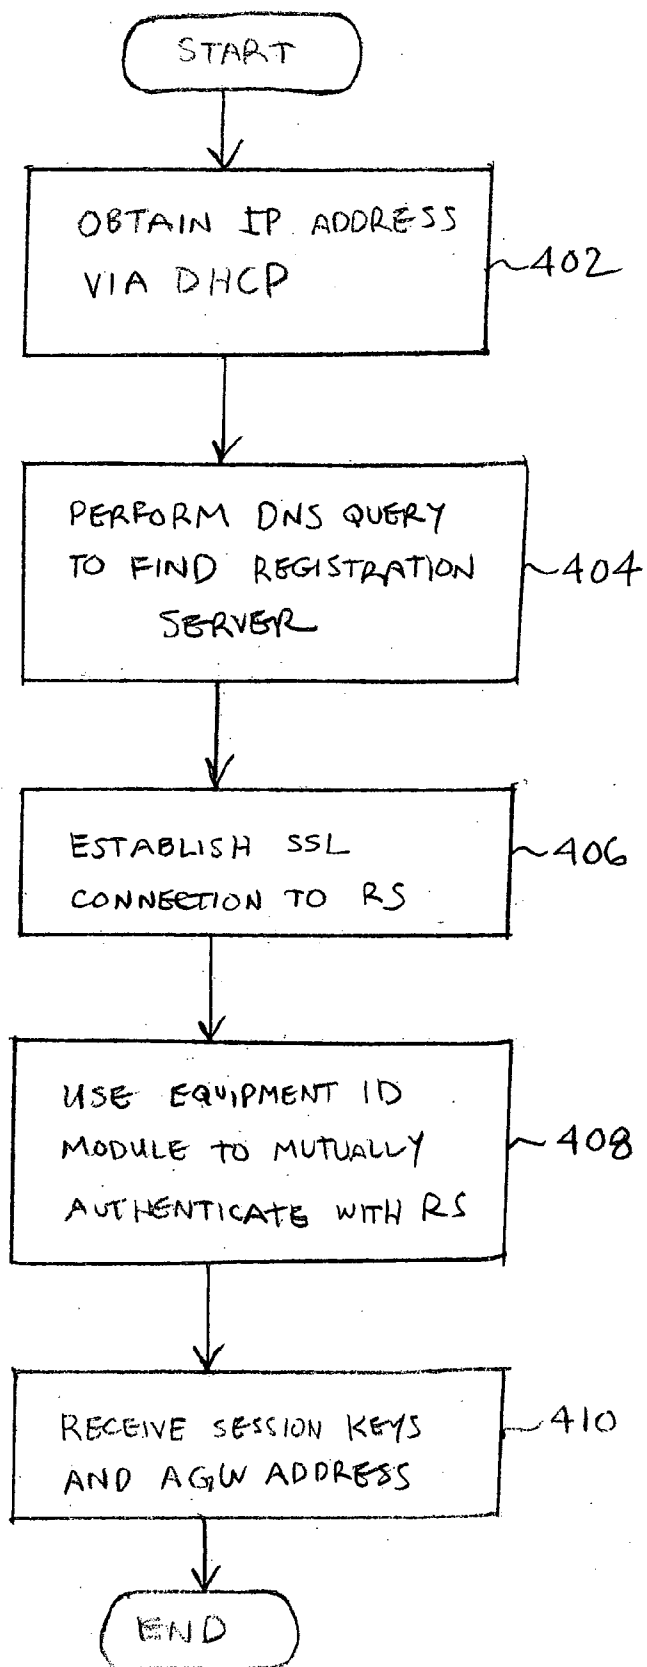 START
OBTAIN IP ADDRESS
VIA DHCP
402
PERFORM DNS QUERY
TO FIND REGISTRATION
SERVER
404
ESTABLISH SSL
CONNECTION TO RS
406
USE EQUIPMENT ID
MODULE TO MUTUALLY
AUTHENTICATE WITH RS
408
RECEIVE SESSION KEYS
AND AGW ADDRESS
410
END